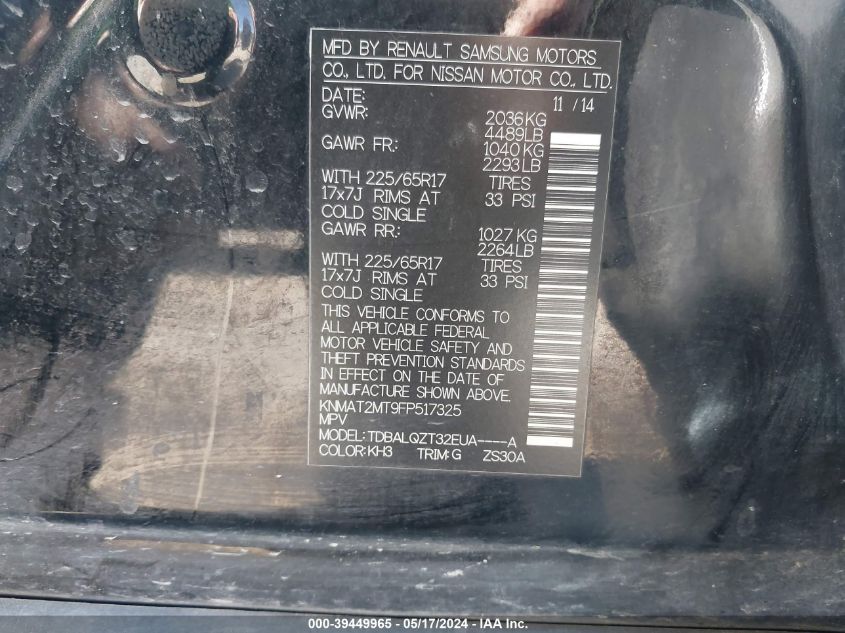 MFD BY RENAULT SAMSUNG MOTORS
CO., LTD. FOR NISSAN MOTOR CO., LTD.
DATE: 11 / 14
GVWR: 2036KG
4489LB
GAWR FR.: 1040KG
2293LB
WITH 225/65R17 TIRES
17x7J RIMS AT 33 PSI
COLD SINGLE
GAWR RR.: 1027 KG
2264LB
WITH 225/65R17 TIRES
17x7J RIMS AT 33 PSI
COLD SINGLE
THIS VEHICLE CONFORMS TO
ALL APPLICABLE FEDERAL
MOTOR VEHICLE SAFETY AND
THEFT PREVENTION STANDARDS
IN EFFECT ON THE DATE OF
MANUFACTURE SHOWN ABOVE.
KNMAT2MT9FP517325
MPV
MODEL: TDBALQZT32EUA----A
COLOR:KH3 TRIM:G ZS30A
000-39449965 - 05/17/2024 - IAA Inc.